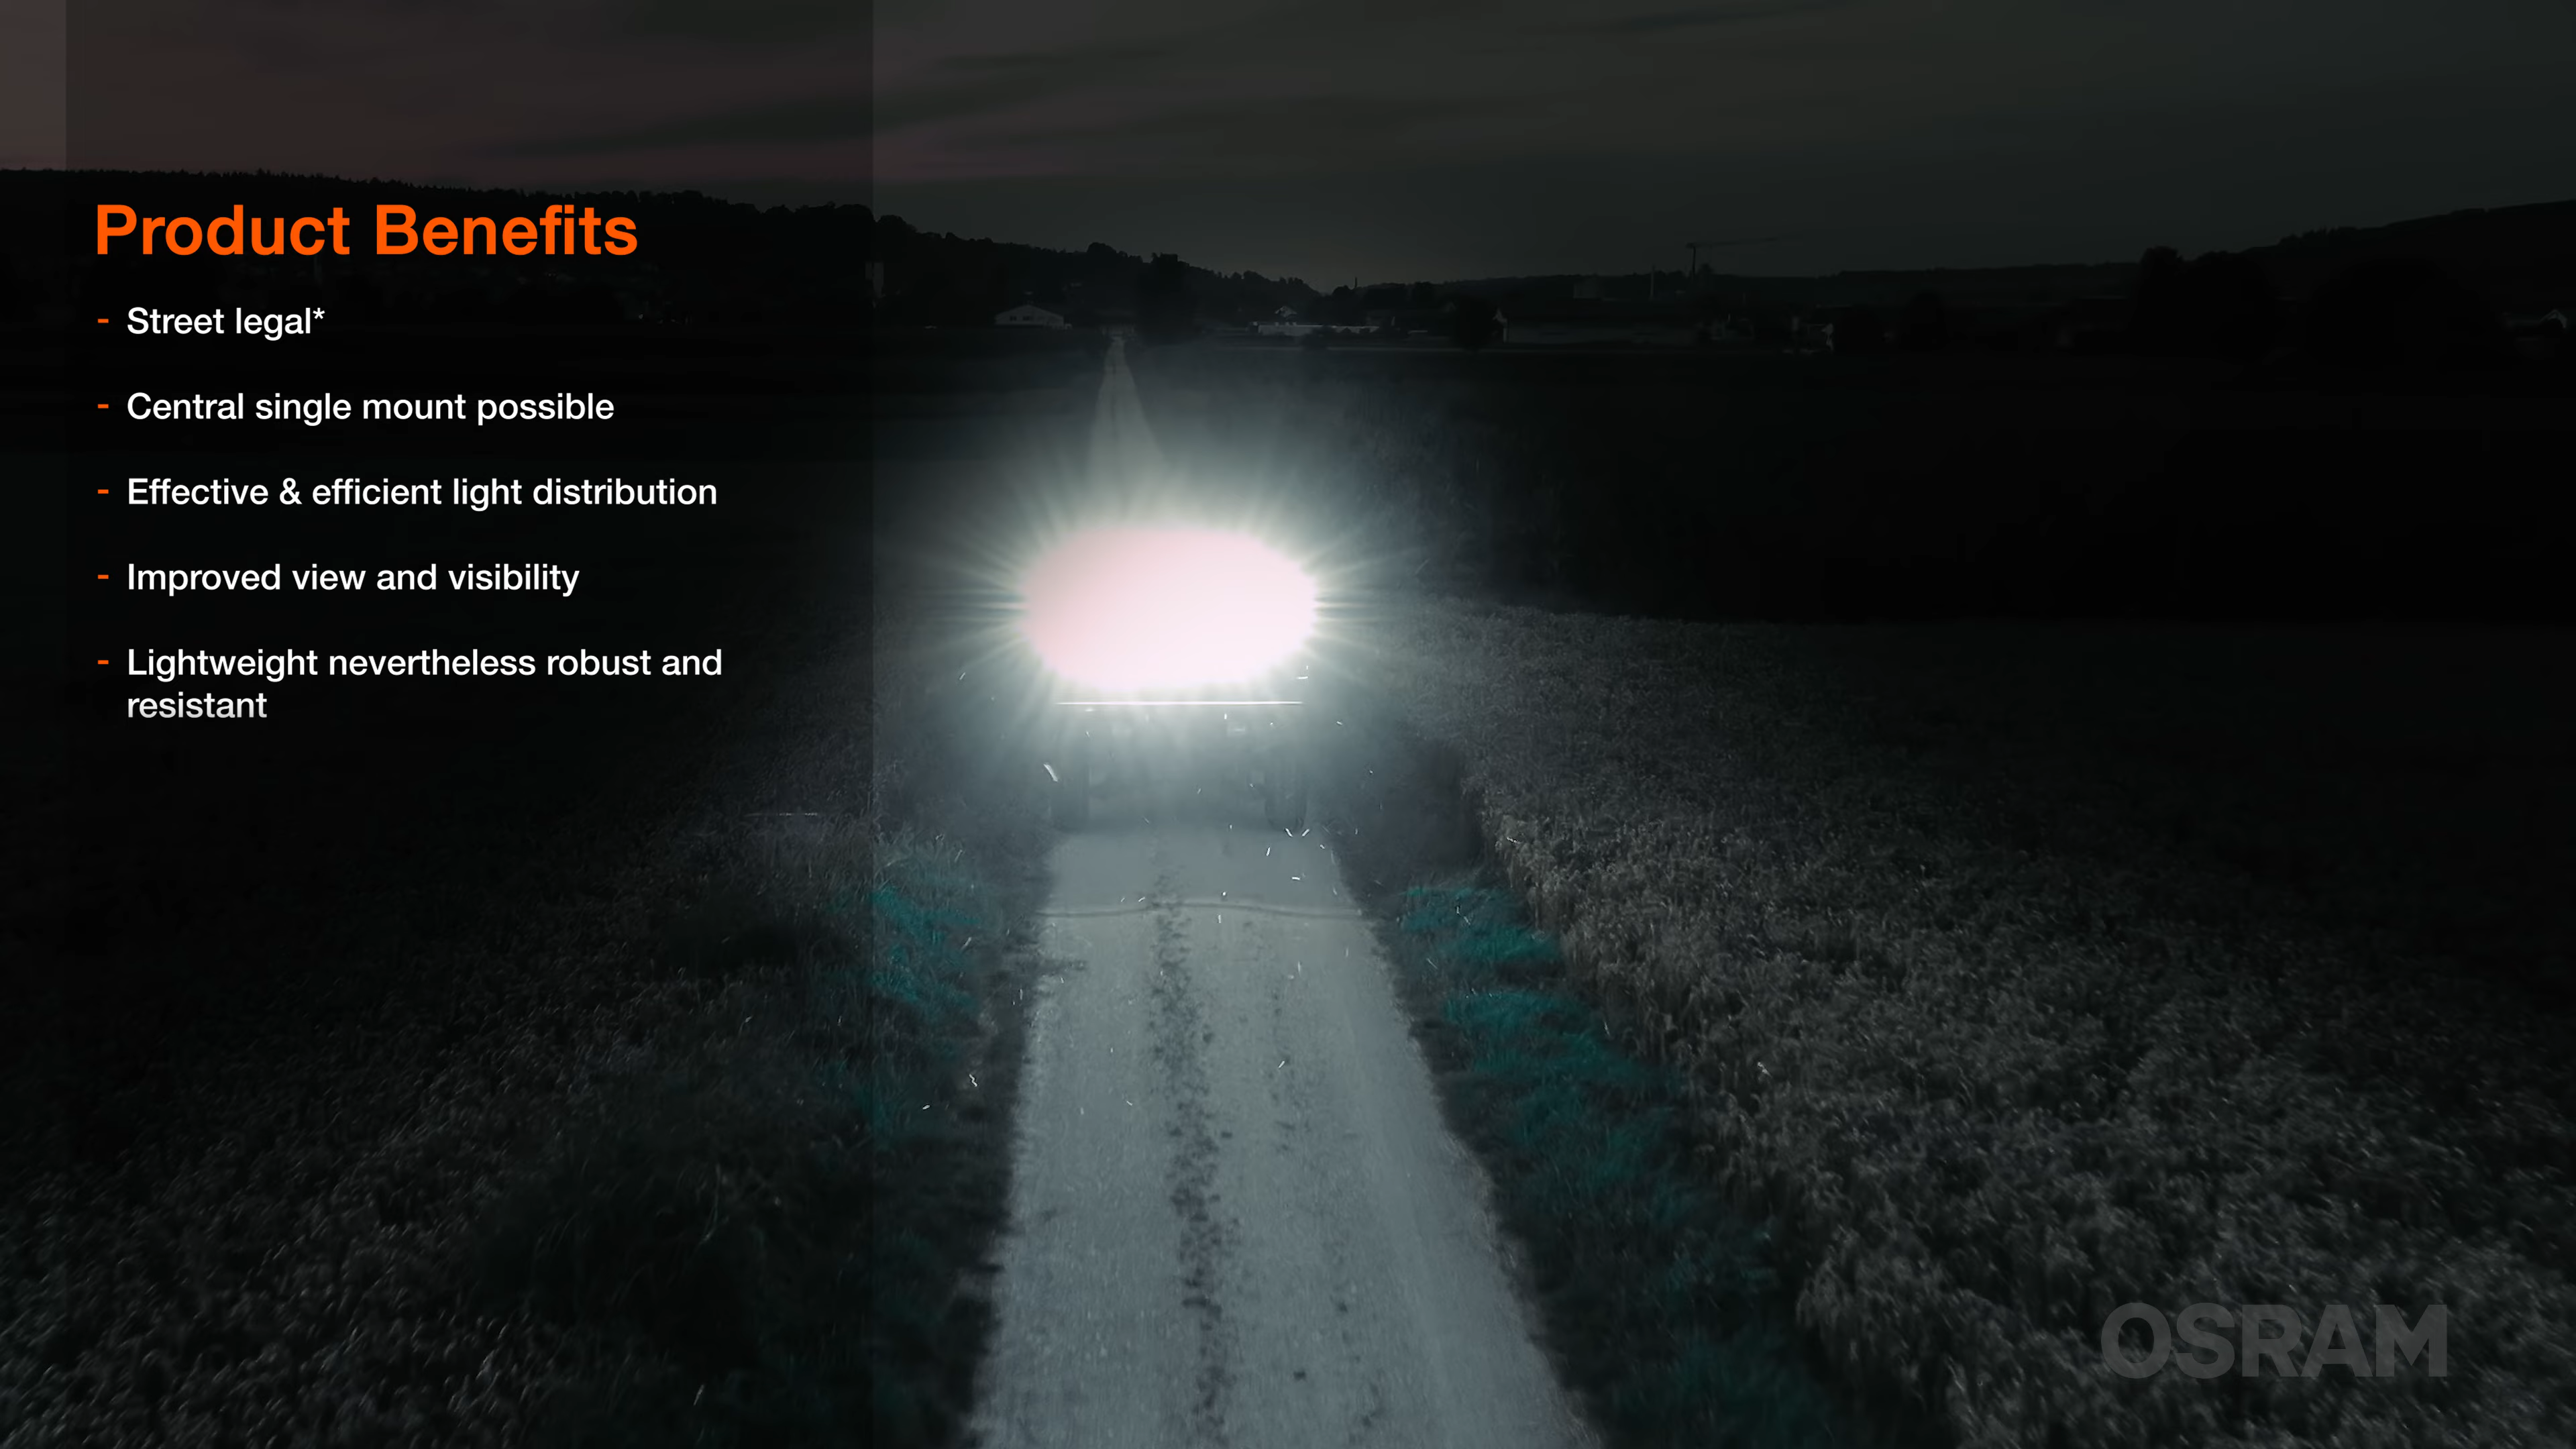 Product Benefits
- Street legal*
- Central single mount possible
- Effective & efficient light distribution
- Improved view and visibility
- Lightweight nevertheless robust and
resistant
OSRAM